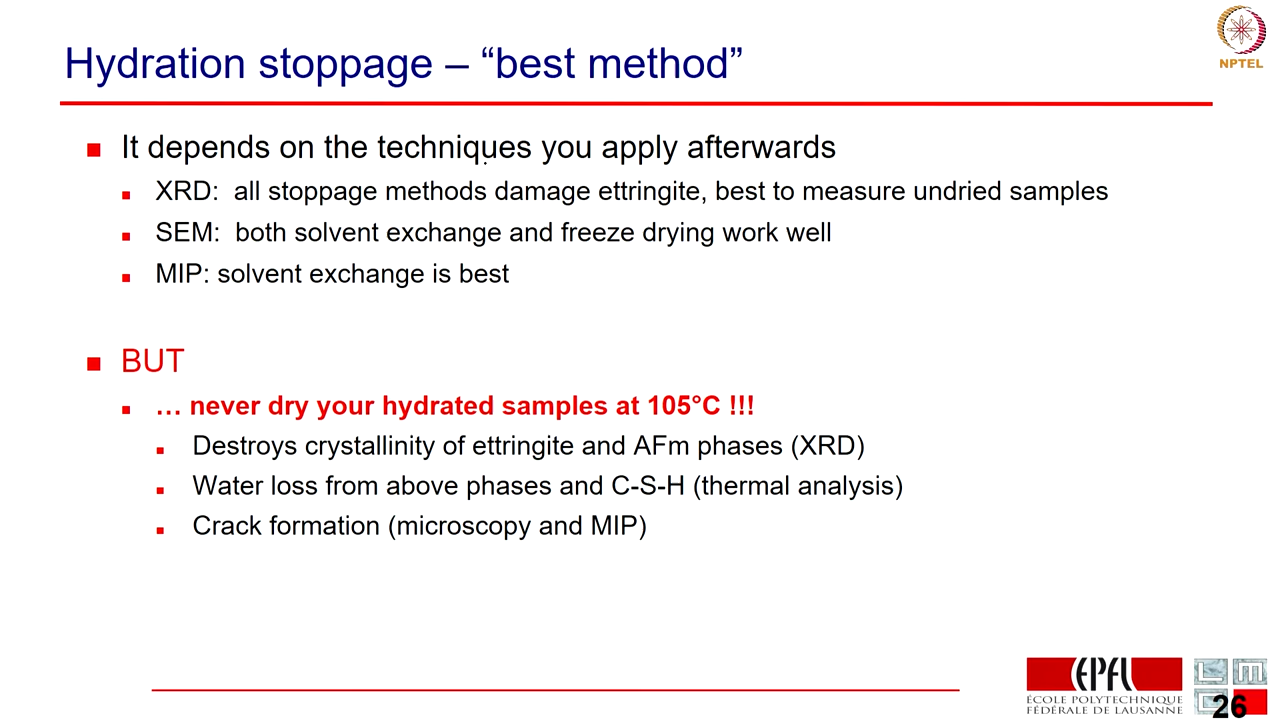 Hydration stoppage – “best method”
NPTEL
It depends on the techniques you apply afterwards
XRD: all stoppage methods damage ettringite, best to measure undried samples
SEM: both solvent exchange and freeze drying work well
MIP: solvent exchange is best
BUT
… never dry your hydrated samples at 105°C !!!
Destroys crystallinity of ettringite and AFm phases (XRD)
Water loss from above phases and C-S-H (thermal analysis)
Crack formation (microscopy and MIP)
EPFL
ÉCOLE POLYTECHNIQUE
FÉDÉRALE DE LAUSANNE
L M
C
26